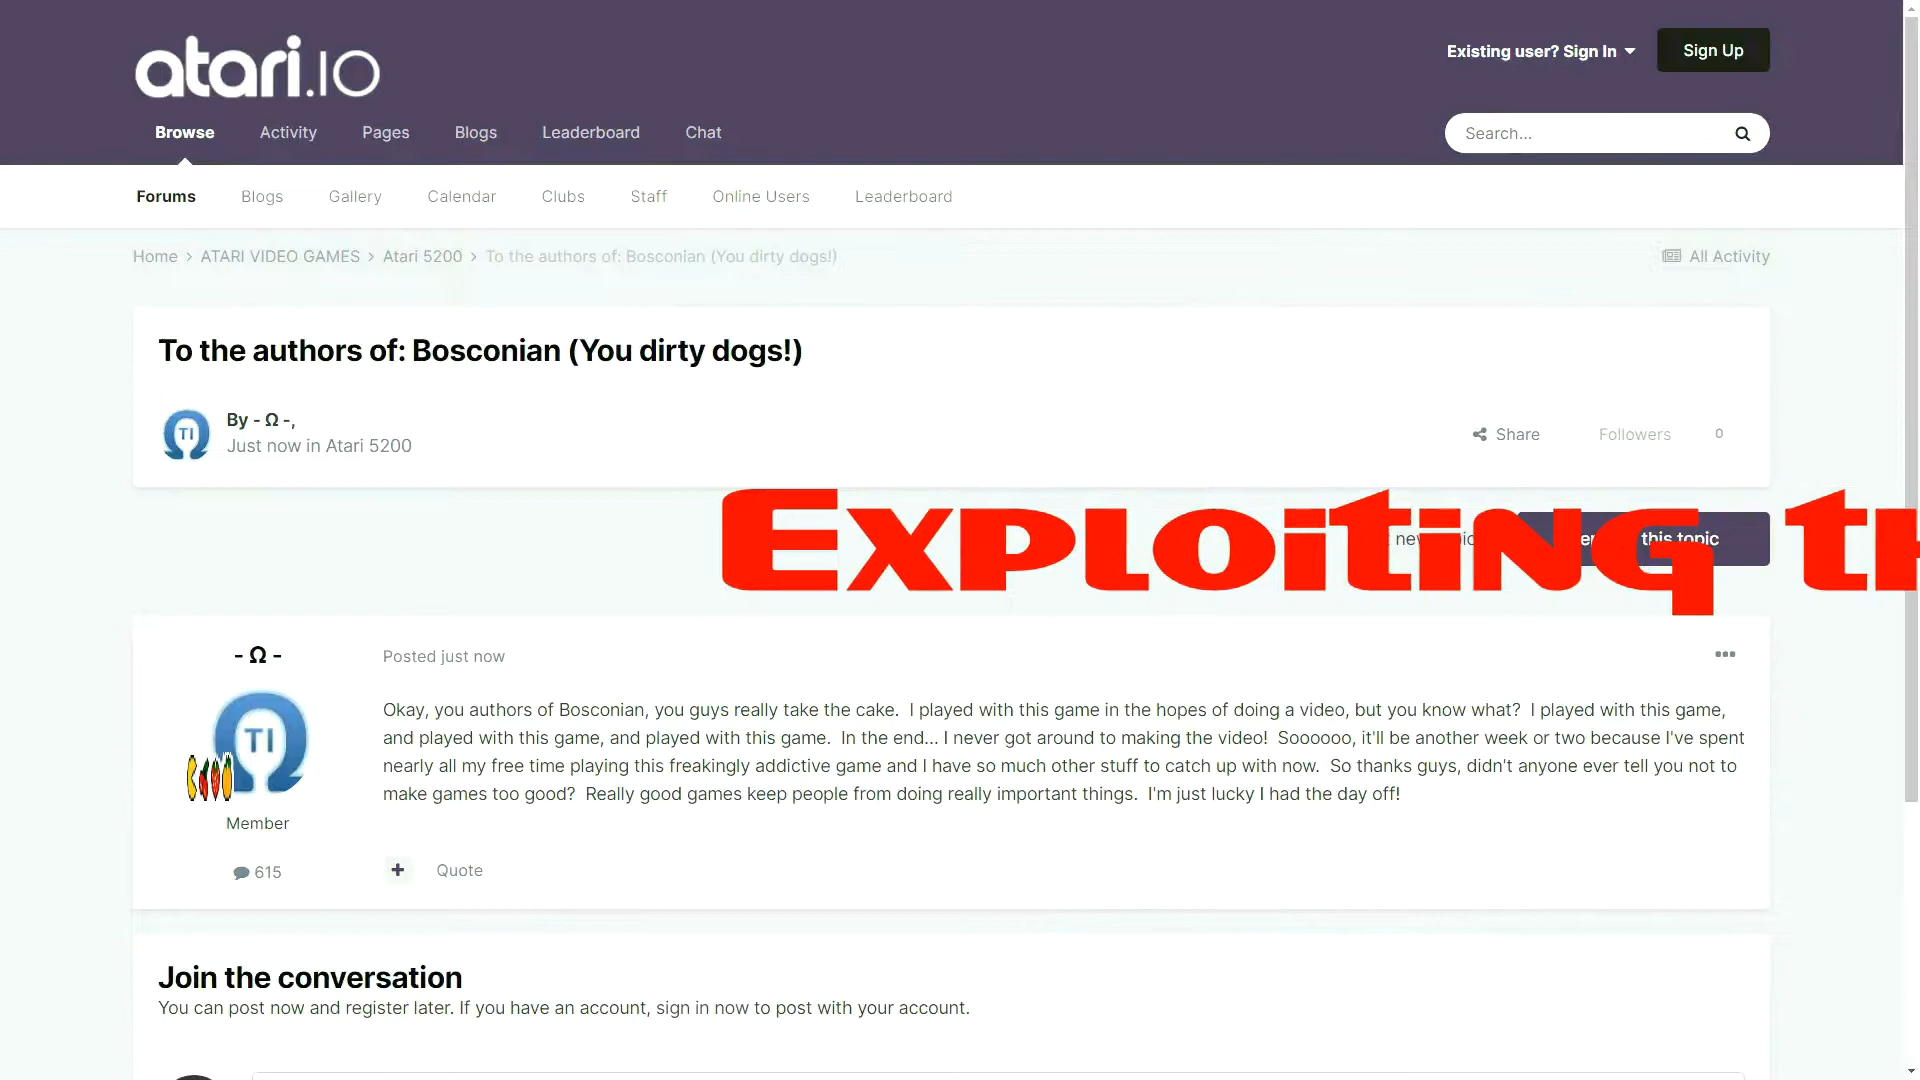 atari.IO
Existing user? Sign In
Sign Up
Browse
Activity
Pages
Blogs
Leaderboard
Chat
Search...
Forums
Blogs
Gallery
Calendar
Clubs
Staff
Online Users
Leaderboard
Home > ATARI VIDEO GAMES > Atari 5200 > To the authors of: Bosconian (You dirty dogs!)
All Activity
To the authors of: Bosconian (You dirty dogs!)
By - Ω -,
Just now in Atari 5200
Share
Followers
0
Exploiting
new
this topic
- Ω -
Posted just now
TI
Okay, you authors of Bosconian, you guys really take the cake.  I played with this game in the hopes of doing a video, but you know what?  I played with this game,
and played with this game, and played with this game.  In the end... I never got around to making the video!  Soooooo, it'll be another week or two because I've spent
nearly all my free time playing this freakingly addictive game and I have so much other stuff to catch up with now.  So thanks guys, didn't anyone ever tell you not to
make games too good?  Really good games keep people from doing really important things.  I'm just lucky I had the day off!
Member
615
+
Quote
Join the conversation
You can post now and register later. If you have an account, sign in now to post with your account.